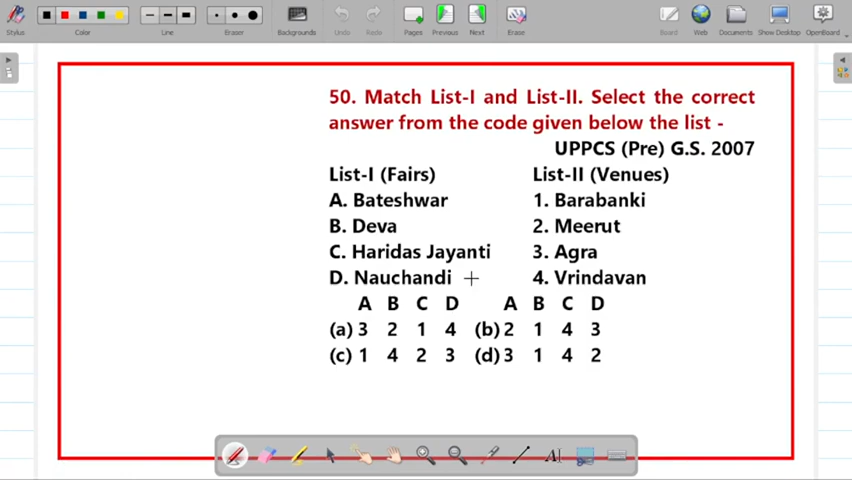 Stylus Color Line Eraser Backgrounds Undo Redo Pages Previous Next Erase Board Web Documents Show Desktop OpenBoard
50. Match List-I and List-II. Select the correct
answer from the code given below the list -
UPPCS (Pre) G.S. 2007
List-I (Fairs) List-II (Venues)
A. Bateshwar 1. Barabanki
B. Deva 2. Meerut
C. Haridas Jayanti 3. Agra
D. Nauchandi 4. Vrindavan
A B C D A B C D
(a) 3 2 1 4 (b) 2 1 4 3
(c) 1 4 2 3 (d) 3 1 4 2